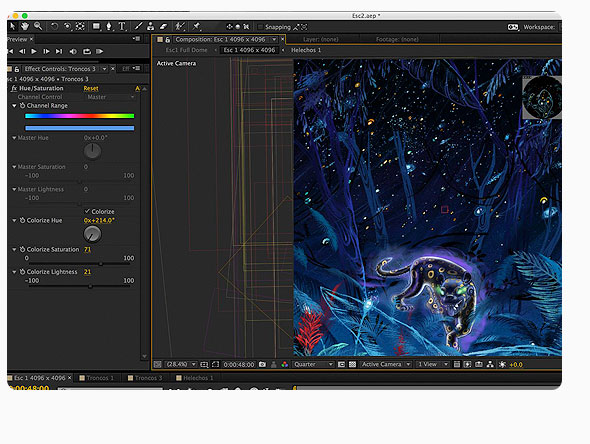 Esc2.aep *
Snapping
Workspace:
Preview
Composition: Esc 1 4096 x 4096
Layer: (none)
Footage: (none)
Effect Controls: Troncos 3
Esc1 Full Dome
Esc 1 4096 x 4096
Helechos 1
sc 1 4096 x 4096 • Troncos 3
Active Camera
fx Hue/Saturation
Reset
A
Channel Control
Master
Channel Range
Master Hue
0x+0.0°
Master Saturation
0
-100
100
Master Lightness
0
-100
100
Colorize
Colorize Hue
0x+214.0°
Colorize Saturation
71
0
100
Colorize Lightness
21
-100
100
(28.4%)
0:00:48:00
Quarter
Active Camera
1 View
+0.0
Esc 1 4096 x 4096
Troncos 1
Troncos 3
Helechos 1
0:00:48:00